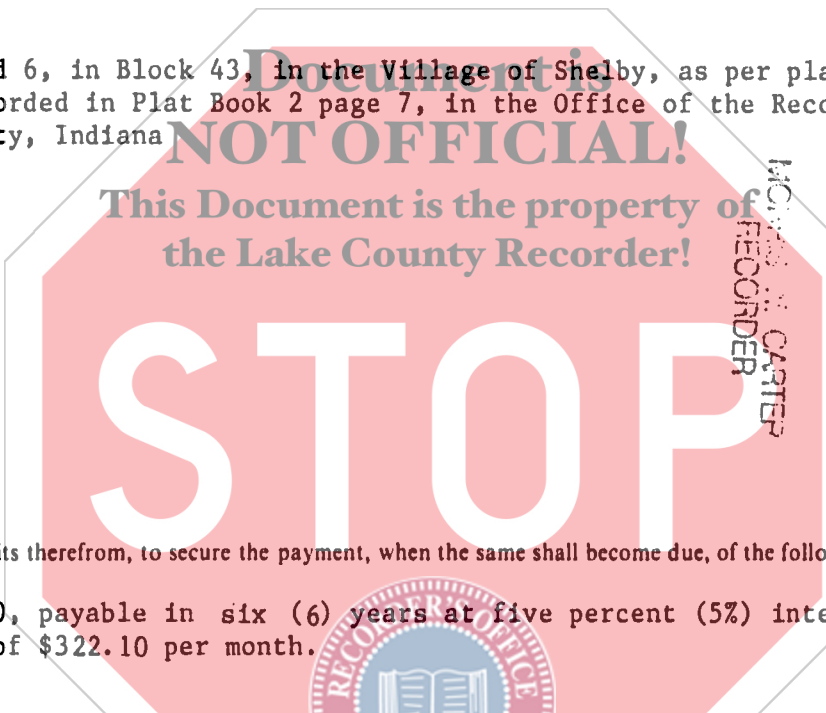 d 6, in Block 43, in the Village of Shelby, as per pla
orded in Plat Book 2 page 7, in the Office of the Reco
ty, Indiana
Document is
NOT OFFICIAL!
This Document is the property of
the Lake County Recorder!
CARTER
RECORDER
STOP
its therefrom, to secure the payment, when the same shall become due, of the follo
0, payable in six (6) years at five percent (5%) inte
of $322.10 per month.
RECORDER'S OFFICE